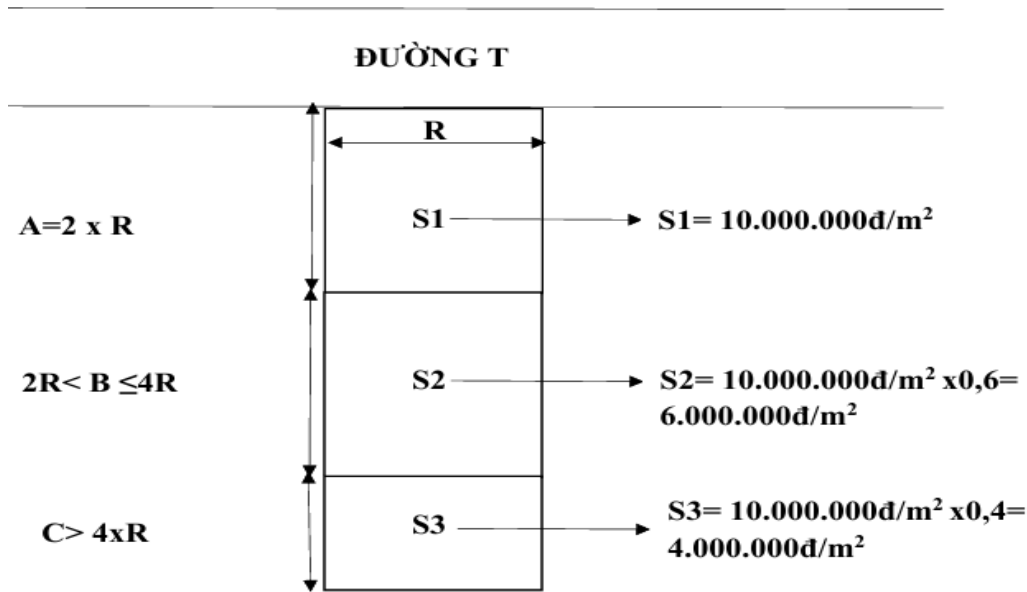 ĐƯỜNG T
R
A=2 x R
S1
S1= 10.000.000đ/m²
2R< B ≤4R
S2
S2= 10.000.000đ/m² x0,6=
6.000.000đ/m²
C> 4xR
S3
S3= 10.000.000đ/m² x0,4=
4.000.000đ/m²